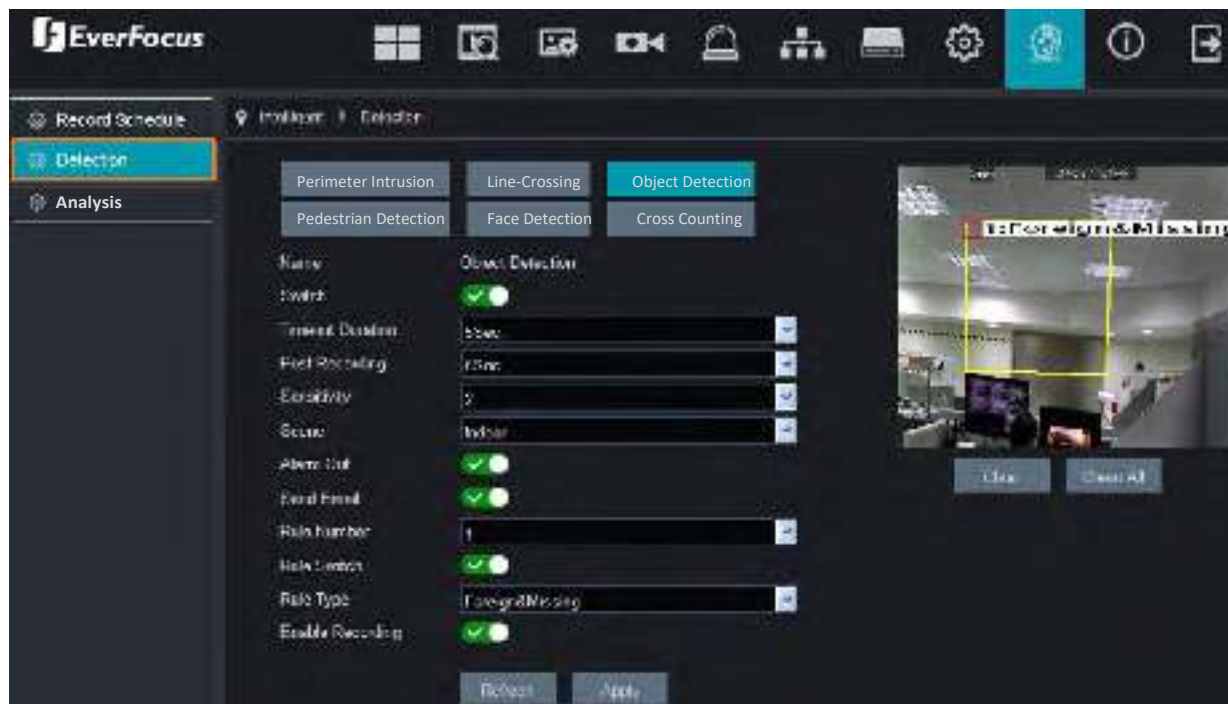 EverFocus
Record Schedule
Detection
Analysis
Intelligent Detection
Perimeter Intrusion Line-Crossing Object Detection
Pedestrian Detection Face Detection Cross Counting
Name Object Detection
Switch
Timeout Duration 5Sec
Post Recording
Sensitivity 2
Scene Indoor
Alarm Out
Send Email
Rule Number 1
Rule Switch
Rule Type Foreign&Missing
Enable Recording
Refresh Apply
1:Foreign&Missing
Clear Clear All